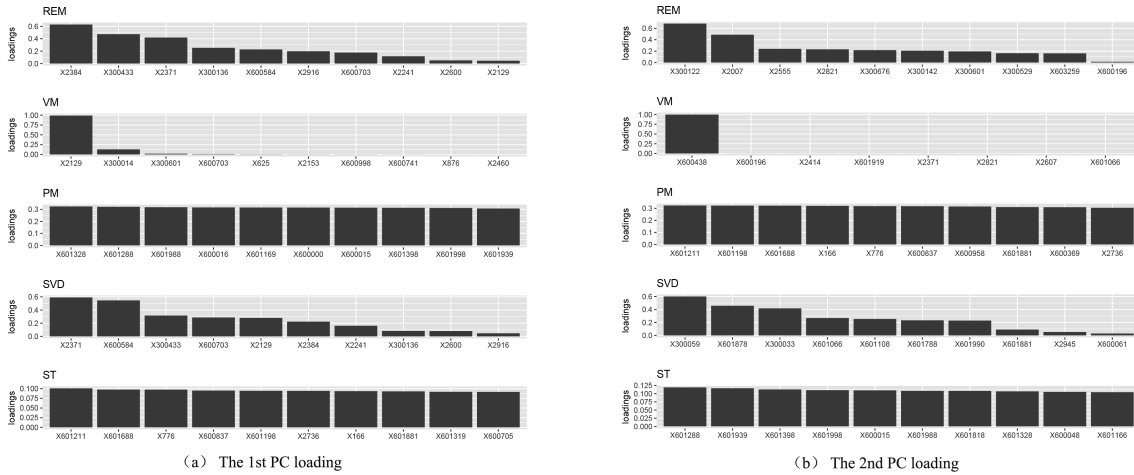 REM
loadings
0.6
0.4
0.2
0.0
X2384 X300433 X2371 X300136 X600584 X2916 X600703 X2241 X2600 X2129
VM
loadings
1.00
0.75
0.50
0.25
0.00
X2129 X300014 X300601 X600703 X625 X2153 X600998 X600741 X876 X2460
PM
loadings
0.3
0.2
0.1
0.0
X601328 X601288 X601988 X600016 X601169 X600000 X600015 X601398 X601998 X601939
SVD
loadings
0.6
0.4
0.2
0.0
X2371 X600584 X300433 X600703 X2129 X2384 X2241 X300136 X2600 X2916
ST
loadings
0.100
0.075
0.050
0.025
0.000
X601211 X601688 X776 X600837 X601198 X2736 X166 X601881 X601319 X600705
(a) The 1st PC loading
REM
loadings
0.6
0.4
0.2
0.0
X300122 X2007 X2555 X2821 X300676 X300142 X300601 X300529 X603259 X600196
VM
loadings
1.00
0.75
0.50
0.25
0.00
X600438 X600196 X2414 X601919 X2371 X2821 X2607 X601066
PM
loadings
0.3
0.2
0.1
0.0
X601211 X601198 X601688 X166 X776 X600837 X600958 X601881 X600369 X2736
SVD
loadings
0.6
0.4
0.2
0.0
X300059 X601878 X300033 X601066 X601108 X601788 X601990 X601881 X2945 X600061
ST
loadings
0.125
0.100
0.075
0.050
0.025
0.000
X601288 X601939 X601398 X601998 X600015 X601988 X601818 X601328 X600048 X601166
(b) The 2nd PC loading